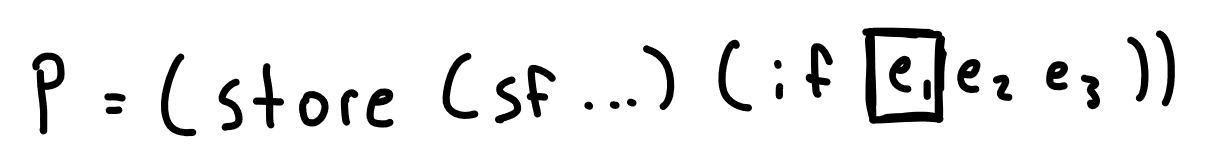 P = (store (sf ...) (if e₁ e₂ e₃))